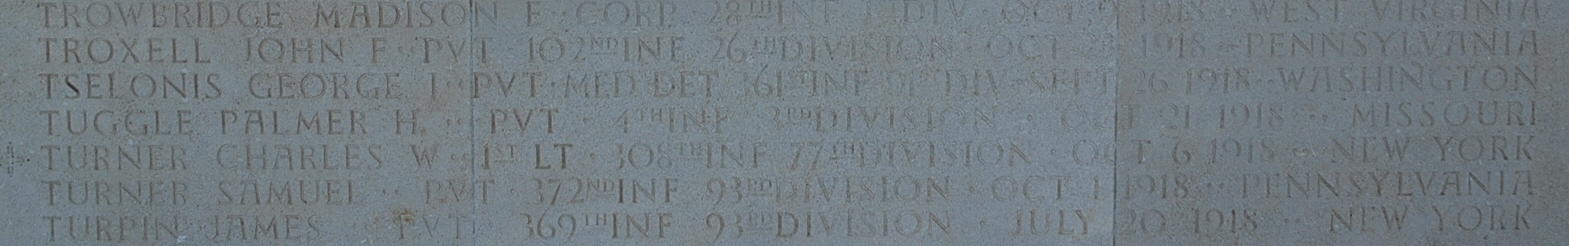 TROWBRIDGE MADISON E · CORP 28TH INF 1ST DIV · OCT 9 1918 ·· WEST VIRGINIA
TROXELL JOHN F · PVT 102ND INF 26TH DIVISION · OCT 1918 ·· PENNSYLVANIA
TSELONIS GEORGE I · PVT · MED DET 361ST INF 91ST DIV · SEPT 26 1918 ·· WASHINGTON
TUGGLE PALMER H. ·· PVT · 4TH INF 3RD DIVISION · OCT 21 1918 ·· MISSOURI
TURNER CHARLES W ·· 1ST LT · 308TH INF 77TH DIVISION · OCT 6 1918 ·· NEW YORK
TURNER SAMUEL ·· PVT · 372ND INF 93RD DIVISION · OCT 1 1918 ·· PENNSYLVANIA
TURPIN JAMES ·· PVT · 369TH INF 93RD DIVISION · JULY 20 1918 ·· NEW YORK